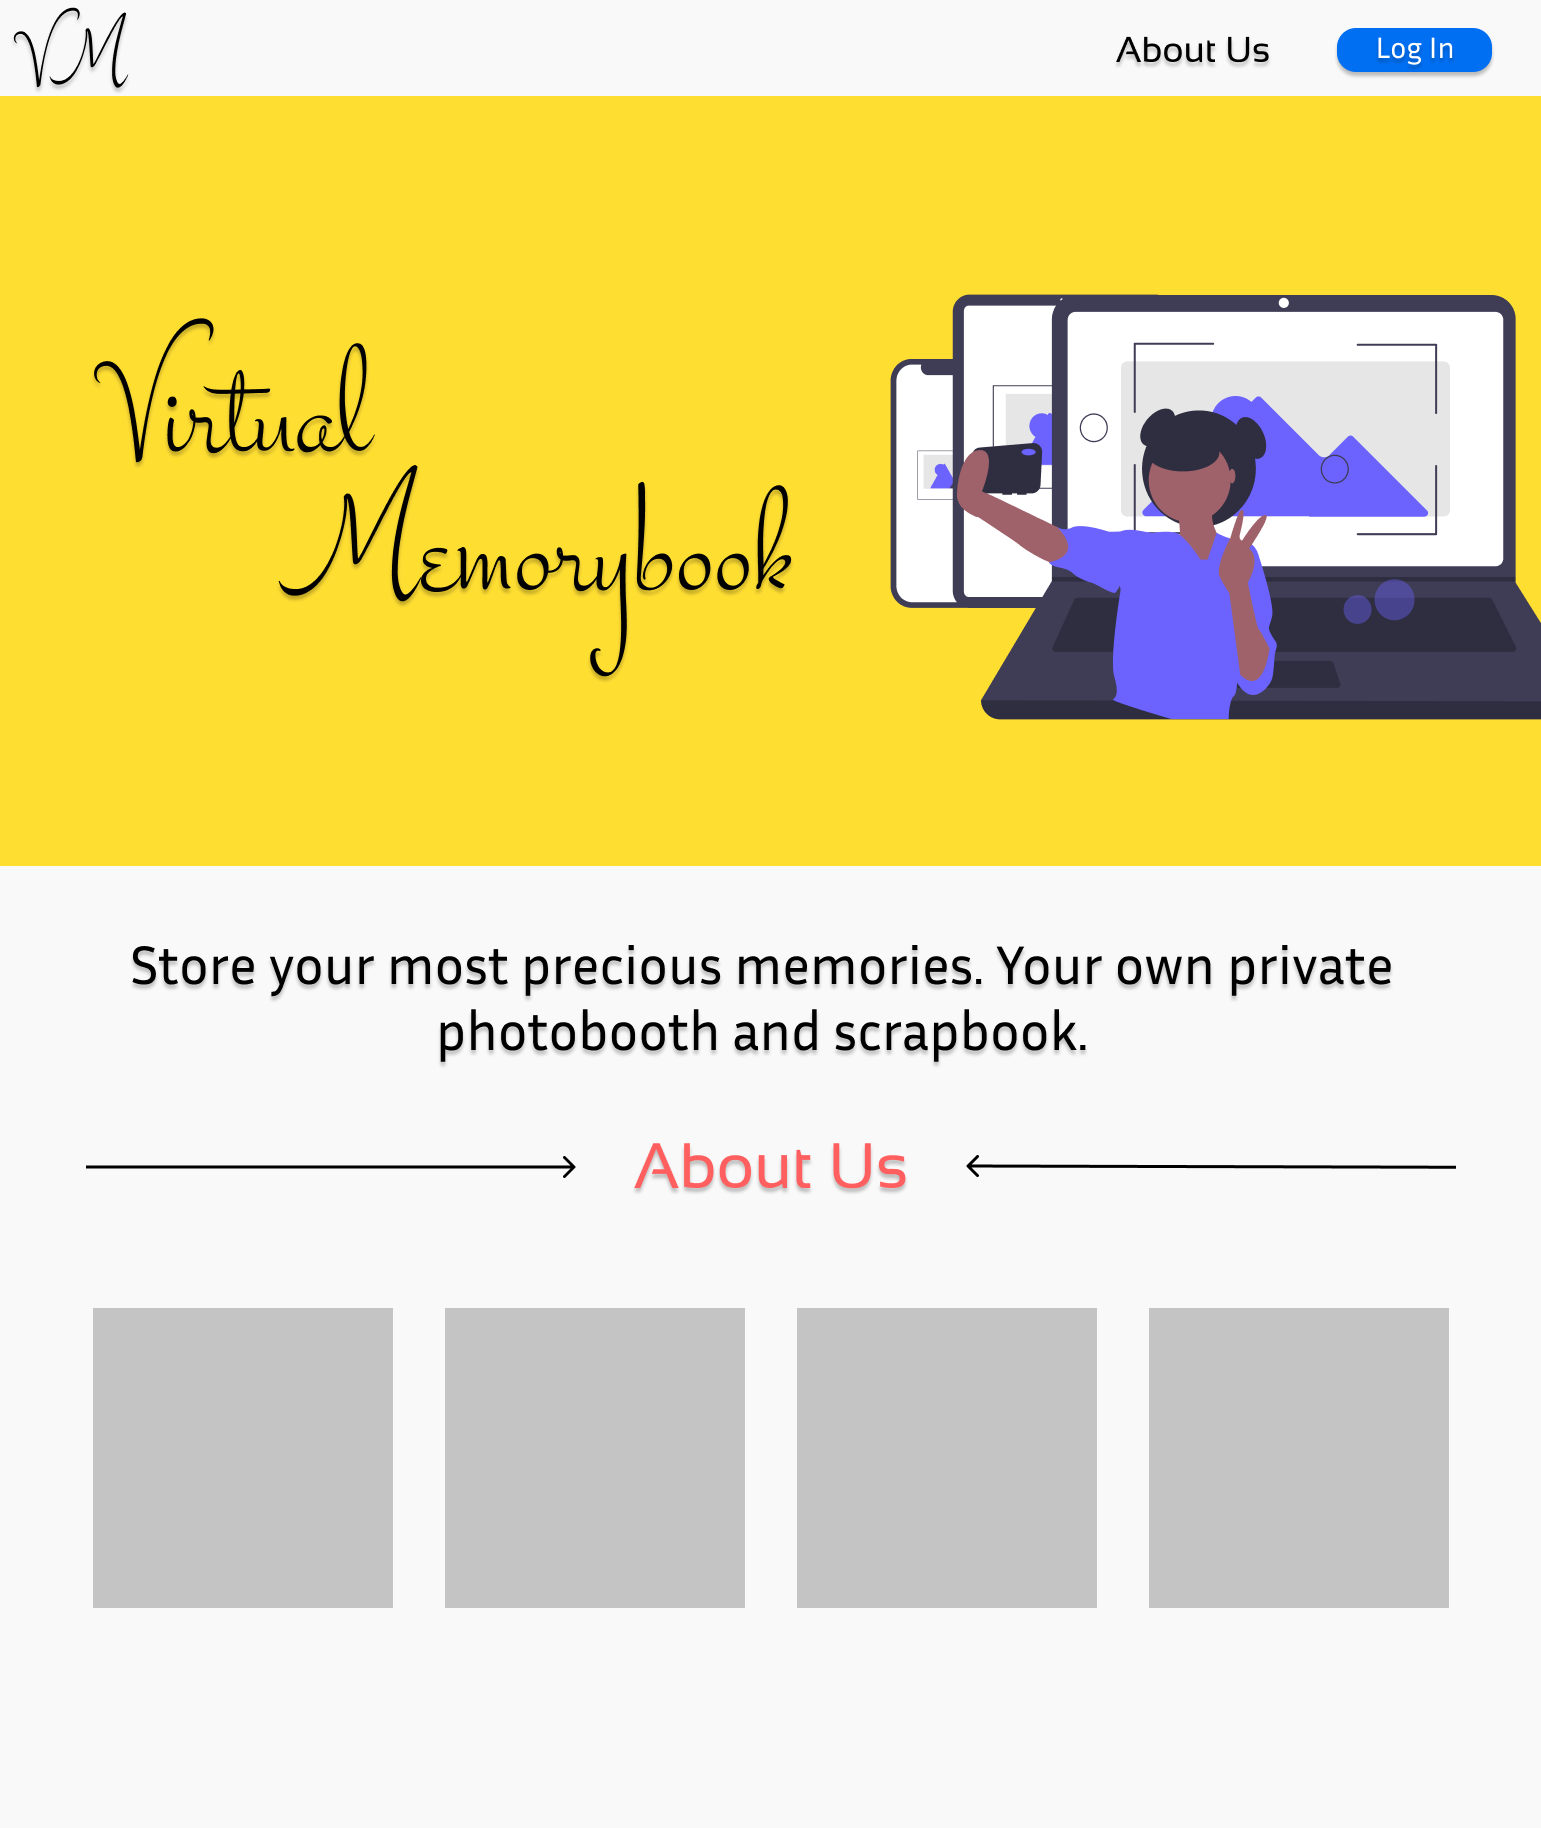 VM
About Us
Log In
Virtual
Memorybook
Store your most precious memories. Your own private
photobooth and scrapbook.
About Us